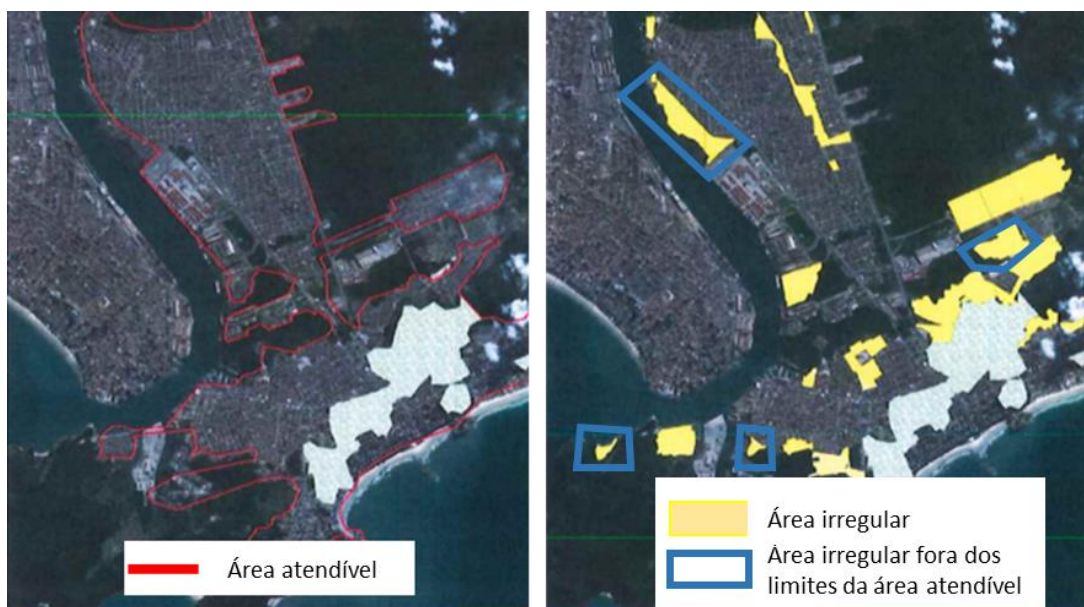 Área atendível
Área irregular
Área irregular fora dos
limites da área atendível